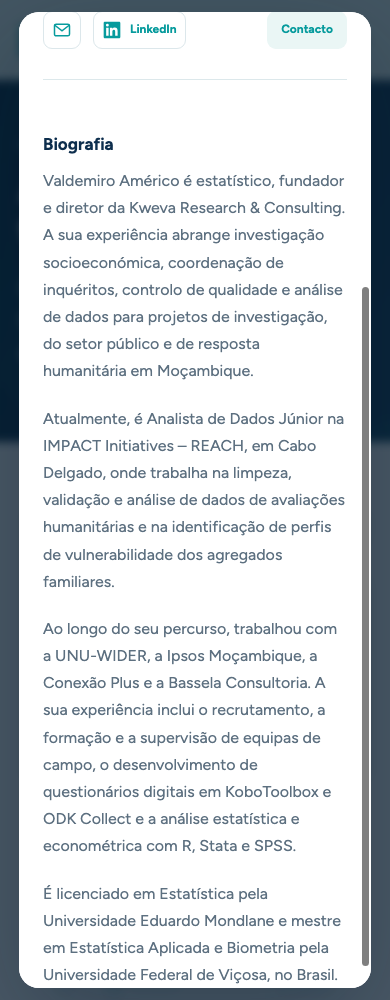 LinkedIn
Contacto
Biografia
Valdemiro Américo é estatístico, fundador
e diretor da Kweva Research & Consulting.
A sua experiência abrange investigação
socioeconómica, coordenação de
inquéritos, controlo de qualidade e análise
de dados para projetos de investigação,
do setor público e de resposta
humanitária em Moçambique.
Atualmente, é Analista de Dados Júnior na
IMPACT Initiatives – REACH, em Cabo
Delgado, onde trabalha na limpeza,
validação e análise de dados de avaliações
humanitárias e na identificação de perfis
de vulnerabilidade dos agregados
familiares.
Ao longo do seu percurso, trabalhou com
a UNU-WIDER, a Ipsos Moçambique, a
Conexão Plus e a Bassela Consultoria. A
sua experiência inclui o recrutamento, a
formação e a supervisão de equipas de
campo, o desenvolvimento de
questionários digitais em KoboToolbox e
ODK Collect e a análise estatística e
econométrica com R, Stata e SPSS.
É licenciado em Estatística pela
Universidade Eduardo Mondlane e mestre
em Estatística Aplicada e Biometria pela
Universidade Federal de Viçosa, no Brasil.